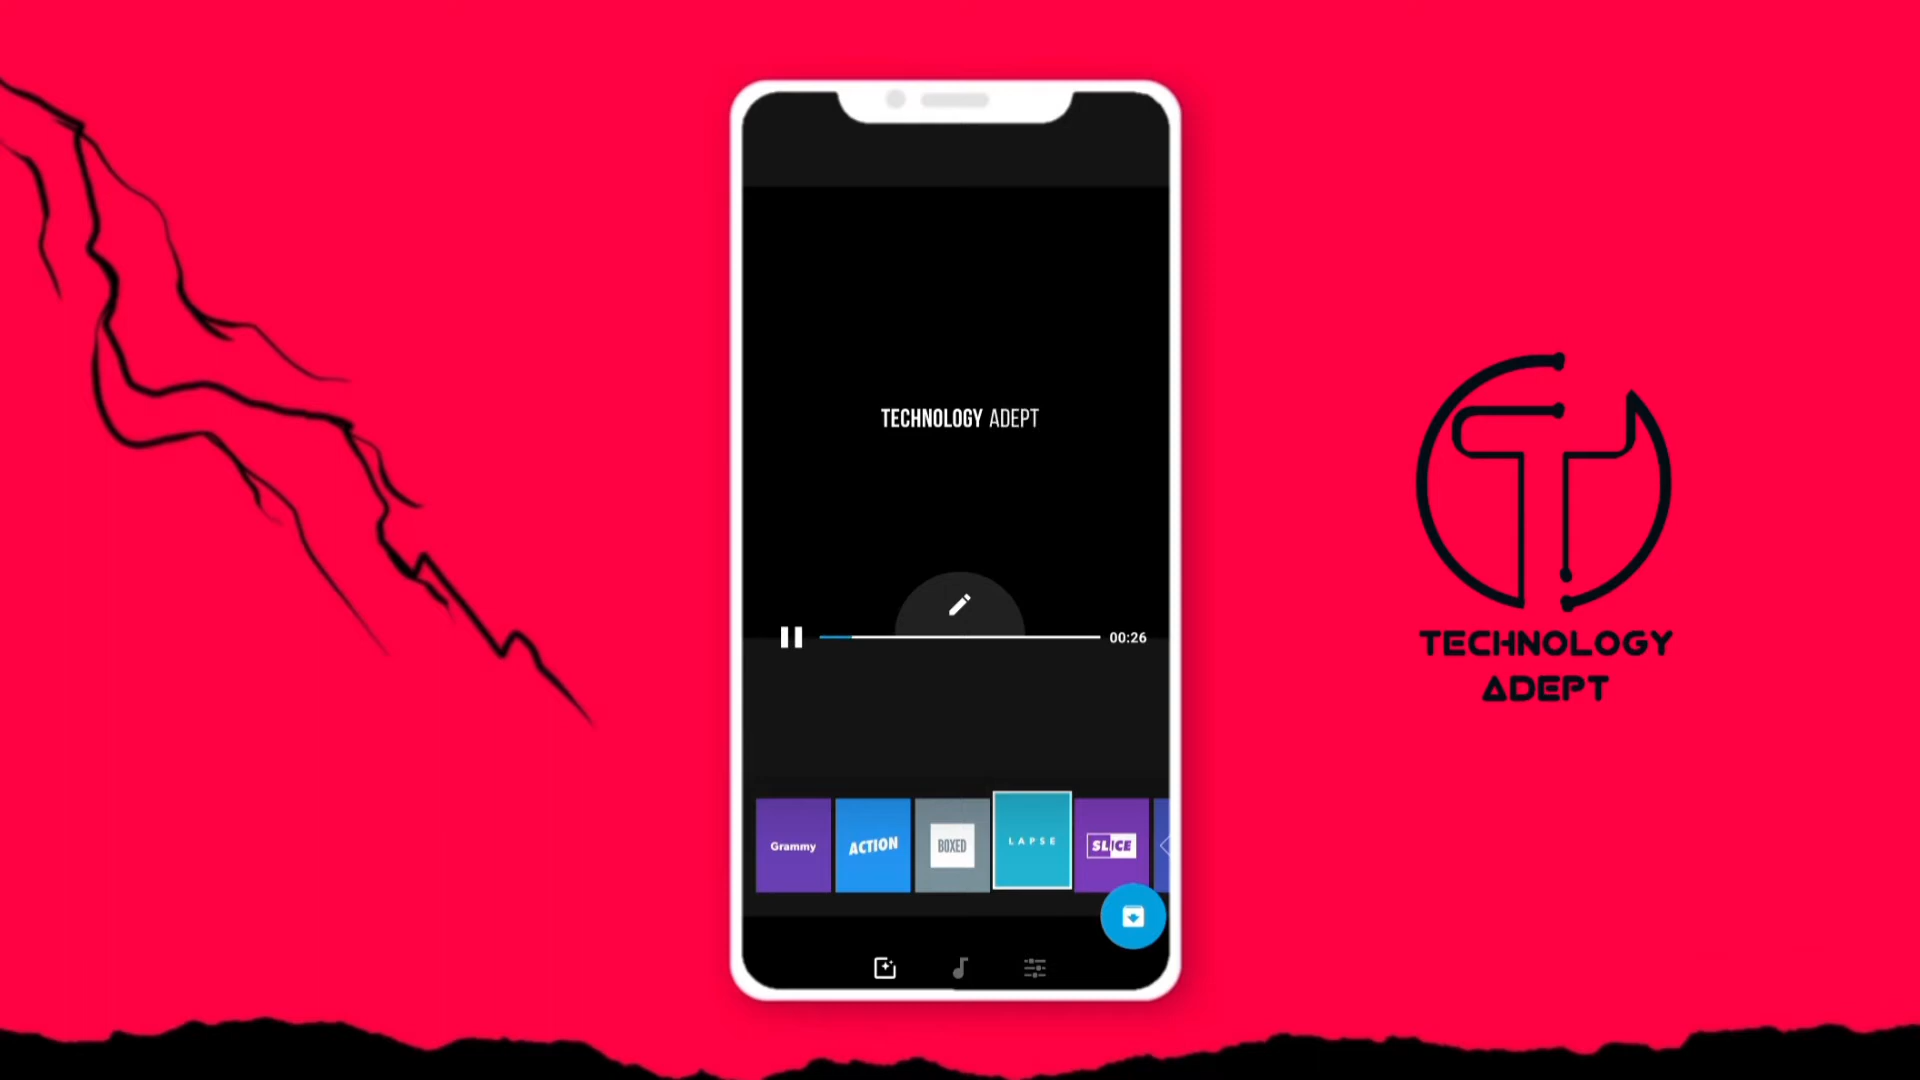 TECHNOLOGY ADEPT
00:26
Grammy
ACTION
BOXED
LAPSE
SLICE
TECHNOLOGY
ADEPT